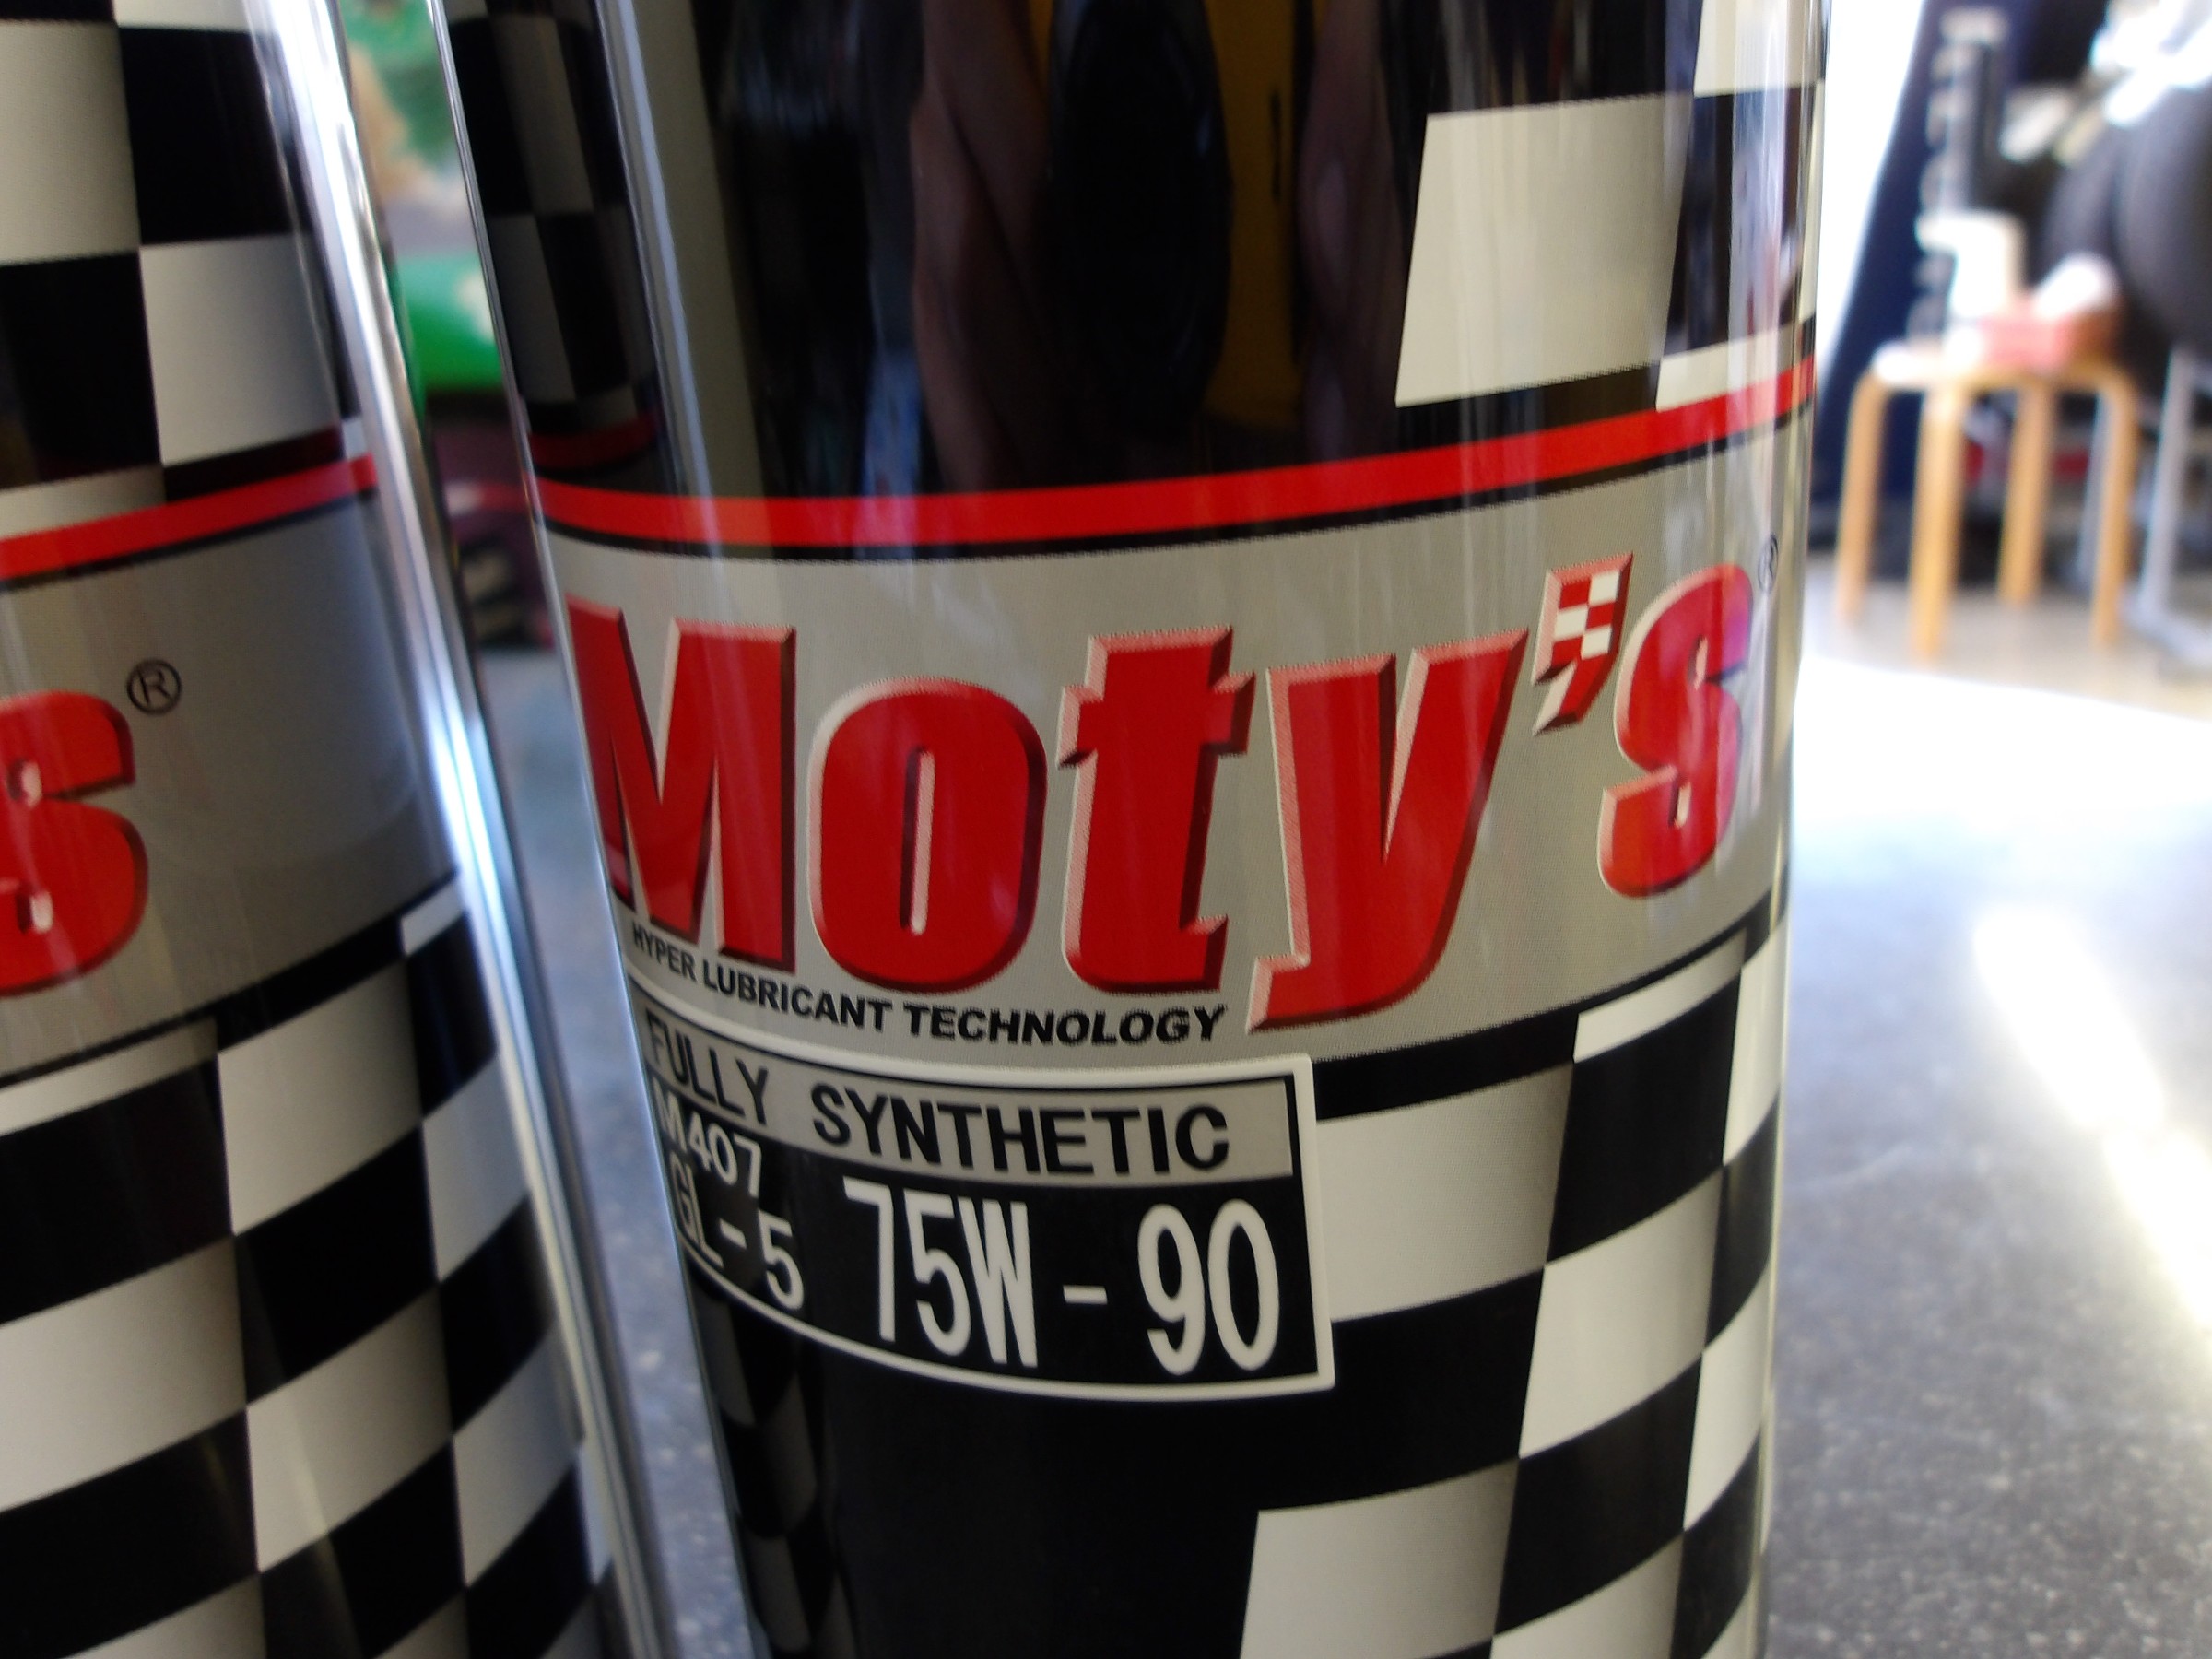 s®
Moty's®
HYPER LUBRICANT TECHNOLOGY
FULLY SYNTHETIC
M407
GL-5 75W-90